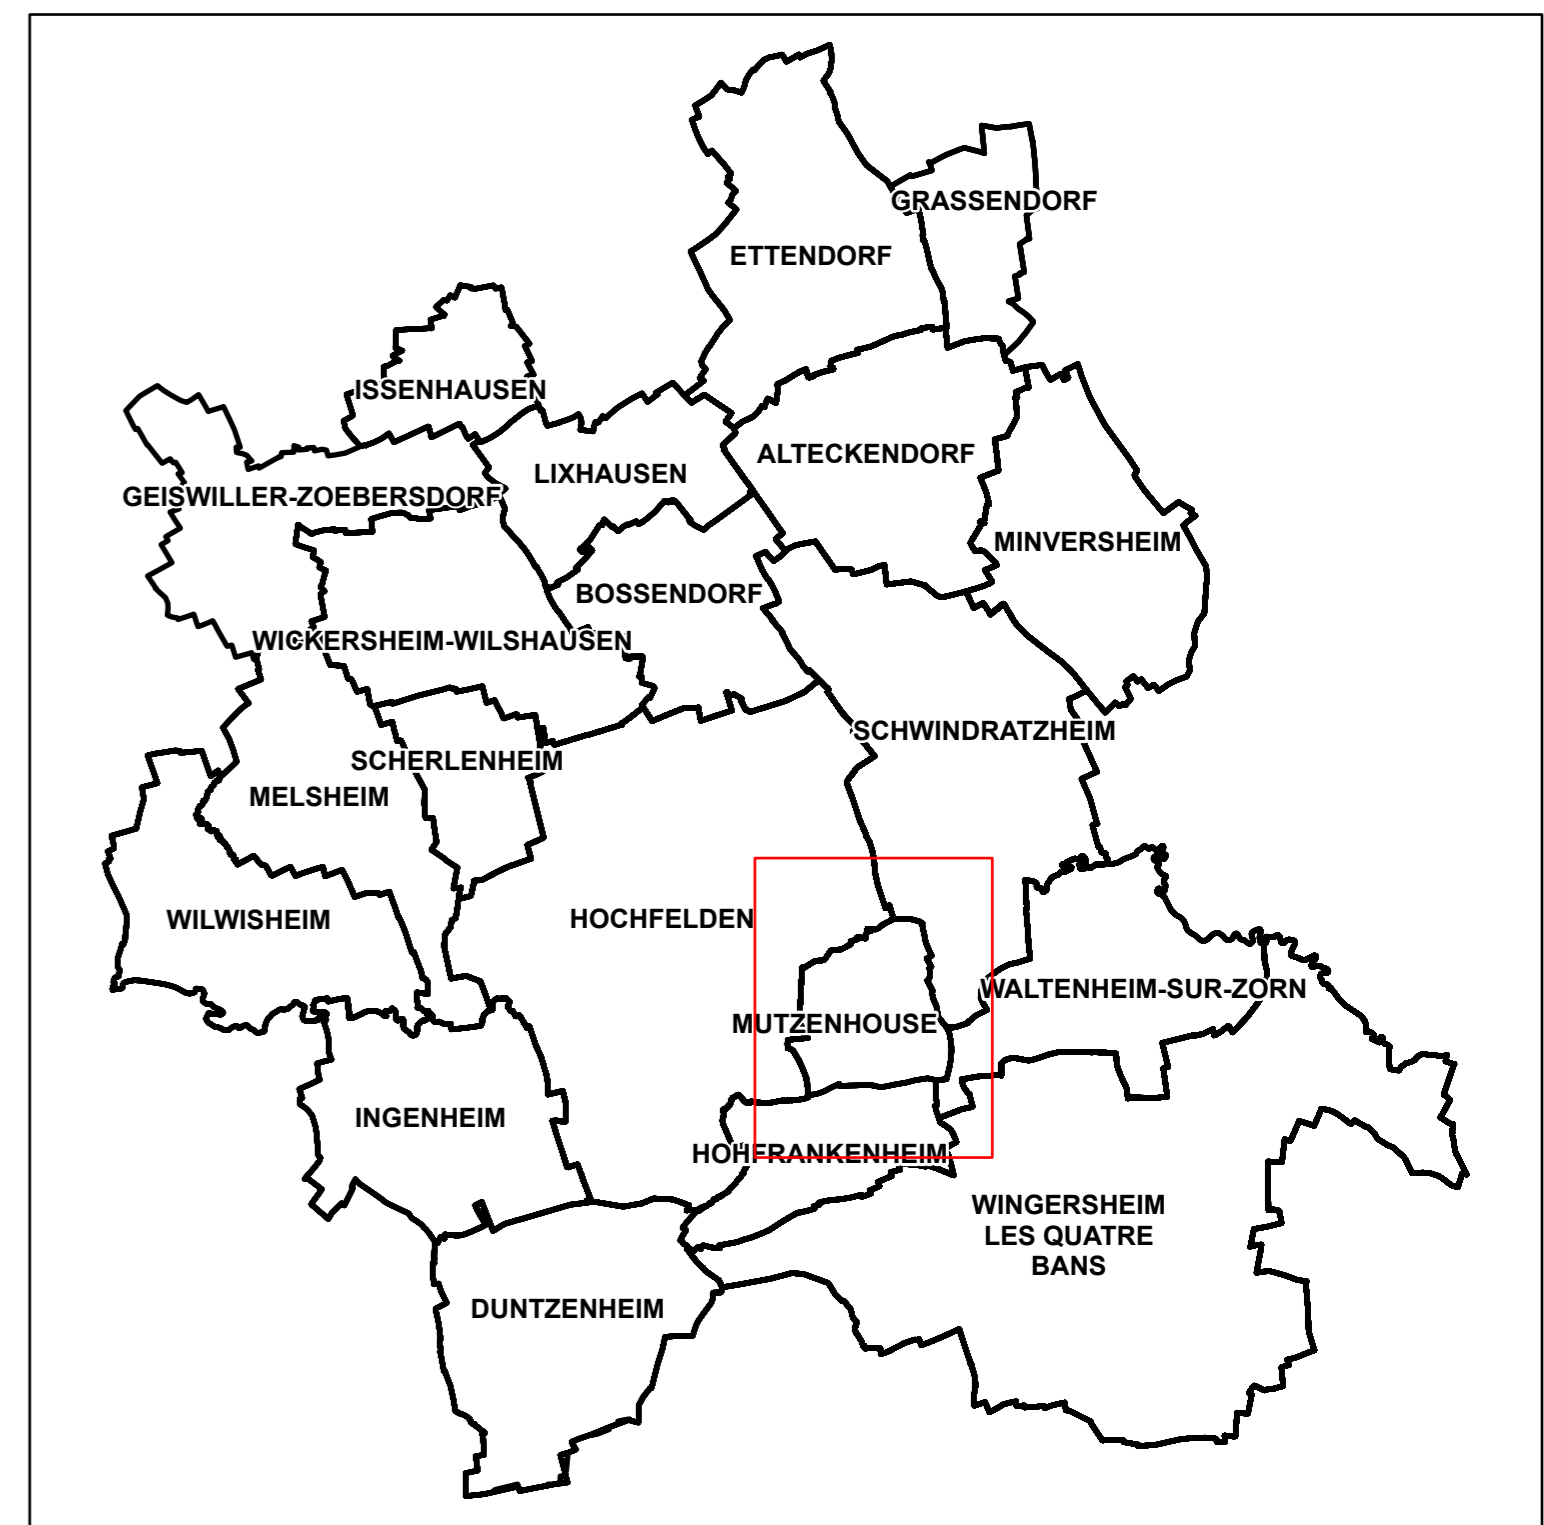 GRASSENDORF
ETTENDORF
ISSENHAUSEN
ALTECKENDORF
LIXHAUSEN
GEISWILLER-ZOEBERSDORF
MINVERSHEIM
BOSSENDORF
WICKERSHEIM-WILSHAUSEN
SCHWINDRATZHEIM
SCHERLENHEIM
MELSHEIM
WILWISHEIM
HOCHFELDEN
WALTENHEIM-SUR-ZORN
MUTZENHOUSE
INGENHEIM
HOHFRANKENHEIM
WINGERSHEIM
LES QUATRE
BANS
DUNTZENHEIM